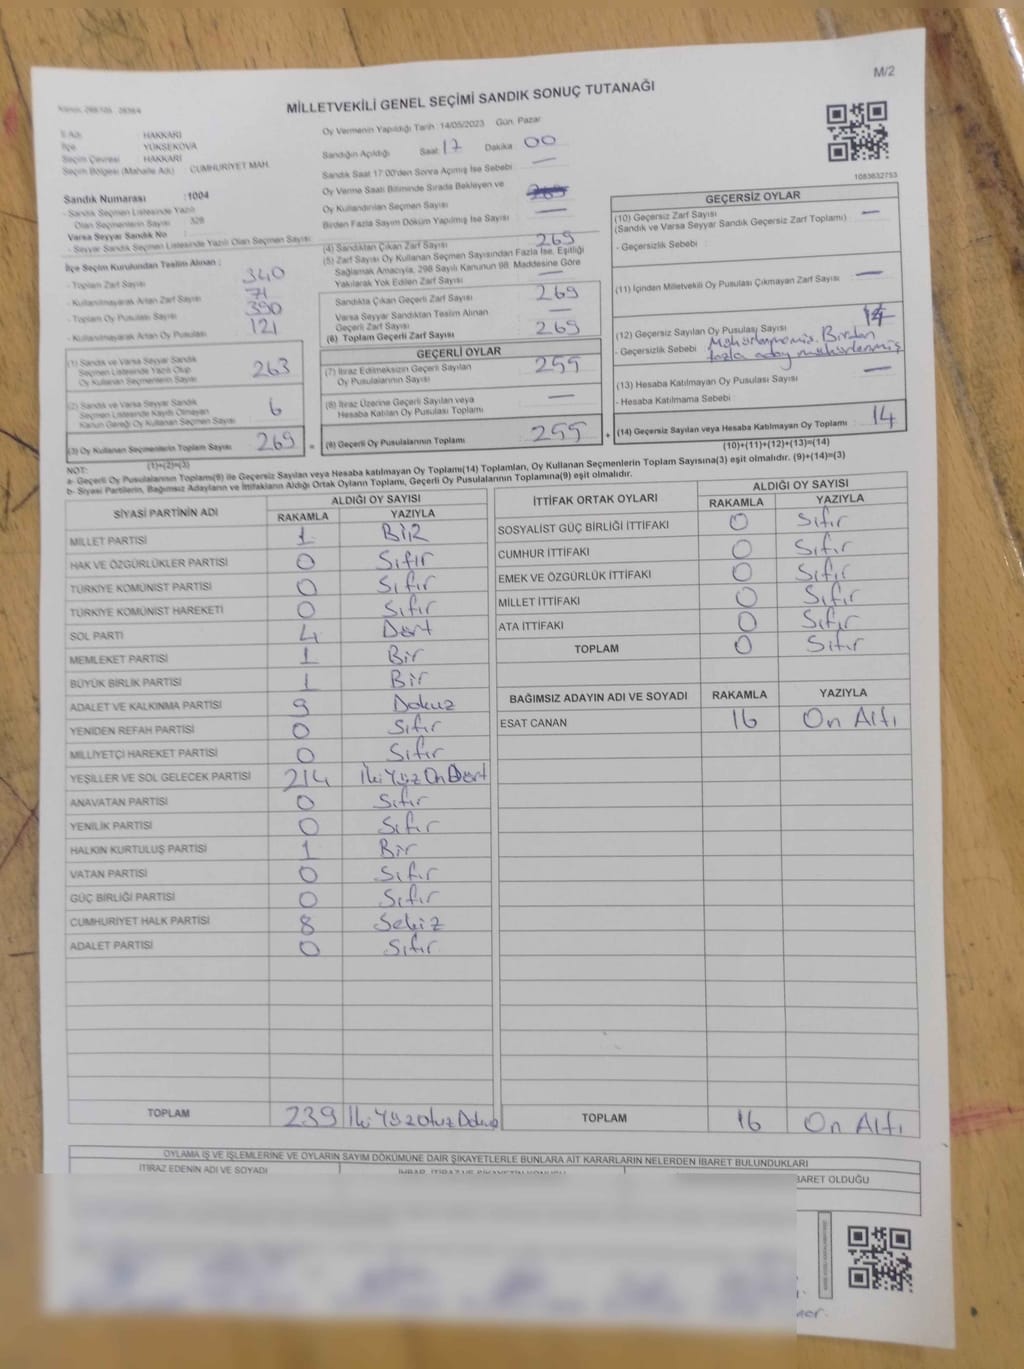 M/2
MİLLETVEKİLİ GENEL SEÇİMİ SANDIK SONUÇ TUTANAĞI
İl Adı HAKKARİ
İlçe YÜKSEKOVA
Seçim Çevresi HAKKARİ
Seçim Bölgesi (Mahalle Adı) CUMHURİYET MAH.
Sandık Numarası :1004
- Sandık Seçmen Listesinde Yazılı
Olan Seçmenlerin Sayısı 328
Varsa Seyyar Sandık No
- Seyyar Sandık Seçmen Listesinde Yazılı Olan Seçmen Sayısı:
Oy Vermenin Yapıldığı Tarih :14/05/2023 Gün: Pazar
Sandığın Açıldığı Saat 17 Dakika 00
Sandık Saat 17:00'den Sonra Açılmış İse Sebebi —
Oy Verme Saati Bitiminde Sırada Bekleyen ve
Oy Kullandırılan Seçmen Sayısı
Birden Fazla Sayım Döküm Yapılmış İse Sayısı —
(4) Sandıktan Çıkan Zarf Sayısı 269
(5) Zarf Sayısı Oy Kullanan Seçmen Sayısından Fazla İse, Eşitliği
Sağlamak Amacıyla, 298 Sayılı Kanunun 98. Maddesine Göre
Yakılarak Yok Edilen Zarf Sayısı —
1083632753
İlçe Seçim Kurulundan Teslim Alınan :
- Toplam Zarf Sayısı 340
- Kullanılmayarak Artan Zarf Sayısı 71
- Toplam Oy Pusulası Sayısı 390
- Kullanılmayarak Artan Oy Pusulası 121
(1) Sandık ve Varsa Seyyar Sandık
Seçmen Listesinde Yazılı Olup
Oy Kullanan Seçmenlerin Sayısı 263
(2) Sandık ve Varsa Seyyar Sandık
Seçmen Listesinde Kaydı Olmayan
Kanun Gereği Oy Kullanan Seçmen Sayısı 6
(3) Oy Kullanan Seçmenlerin Toplam Sayısı 269 =
(1)+(2)=(3)
Sandıkta Çıkan Geçerli Zarf Sayısı 269
Varsa Seyyar Sandıktan Teslim Alınan
Geçerli Zarf Sayısı —
(6) Toplam Geçerli Zarf Sayısı 269
GEÇERLİ OYLAR
(7) İtiraz Edilmeksizin Geçerli Sayılan
Oy Pusulalarının Sayısı 255
(8) İtiraz Üzerine Geçerli Sayılan veya
Hesaba Katılan Oy Pusulası Toplamı —
(9) Geçerli Oy Pusulalarının Toplamı 255 +
GEÇERSİZ OYLAR
(10) Geçersiz Zarf Sayısı —
(Sandık ve Varsa Seyyar Sandık Geçersiz Zarf Toplamı)
- Geçersizlik Sebebi :
(11) İçinden Milletvekili Oy Pusulası Çıkmayan Zarf Sayısı —
(12) Geçersiz Sayılan Oy Pusulası Sayısı 14
- Geçersizlik Sebebi Mühürlenmemiş. Birden
fazla aday mühürlenmiş
(13) Hesaba Katılmayan Oy Pusulası Sayısı —
- Hesaba Katılmama Sebebi
(14) Geçersiz Sayılan veya Hesaba Katılmayan Oy Toplamı 14
(10)+(11)+(12)+(13)=(14)
NOT:
a- Geçerli Oy Pusulalarının Toplamı(9) ile Geçersiz Sayılan veya Hesaba katılmayan Oy Toplamı(14) Toplamları, Oy Kullanan Seçmenlerin Toplam Sayısına(3) eşit olmalıdır. (9)+(14)=(3)
b- Siyasi Partilerin, Bağımsız Adayların ve İttifakların Aldığı Ortak Oyların Toplamı, Geçerli Oy Pusulalarının Toplamına(9) eşit olmalıdır.
SİYASİ PARTİNİN ADI ALDIĞI OY SAYISI
RAKAMLA YAZIYLA
MİLLET PARTİSİ 1 BİR
HAK VE ÖZGÜRLÜKLER PARTİSİ 0 Sıfır
TÜRKİYE KOMÜNİST PARTİSİ 0 Sıfır
TÜRKİYE KOMÜNİST HAREKETİ 0 Sıfır
SOL PARTİ 4 Dört
MEMLEKET PARTİSİ 1 Bir
BÜYÜK BİRLİK PARTİSİ 1 Bir
ADALET VE KALKINMA PARTİSİ 9 Dokuz
YENİDEN REFAH PARTİSİ 0 Sıfır
MİLLİYETÇİ HAREKET PARTİSİ 0 Sıfır
YEŞİLLER VE SOL GELECEK PARTİSİ 214 İki Yüz On Dört
ANAVATAN PARTİSİ 0 Sıfır
YENİLİK PARTİSİ 0 Sıfır
HALKIN KURTULUŞ PARTİSİ 1 Bir
VATAN PARTİSİ 0 Sıfır
GÜÇ BİRLİĞİ PARTİSİ 0 Sıfır
CUMHURİYET HALK PARTİSİ 8 Sekiz
ADALET PARTİSİ 0 Sıfır
TOPLAM 239 İki Yüz Otuz Dokuz
İTTİFAK ORTAK OYLARI ALDIĞI OY SAYISI
RAKAMLA YAZIYLA
SOSYALİST GÜÇ BİRLİĞİ İTTİFAKI 0 Sıfır
CUMHUR İTTİFAKI 0 Sıfır
EMEK VE ÖZGÜRLÜK İTTİFAKI 0 Sıfır
MİLLET İTTİFAKI 0 Sıfır
ATA İTTİFAKI 0 Sıfır
TOPLAM 0 Sıfır
BAĞIMSIZ ADAYIN ADI VE SOYADI RAKAMLA YAZIYLA
ESAT CANAN 16 On Altı
TOPLAM 16 On Altı
OYLAMA İŞ VE İŞLEMLERİNE VE OYLARIN SAYIM DÖKÜMÜNE DAİR ŞİKAYETLERLE BUNLARA AİT KARARLARIN NELERDEN İBARET BULUNDUKLARI
İTİRAZ EDENİN ADI VE SOYADI
İBARET OLDUĞU